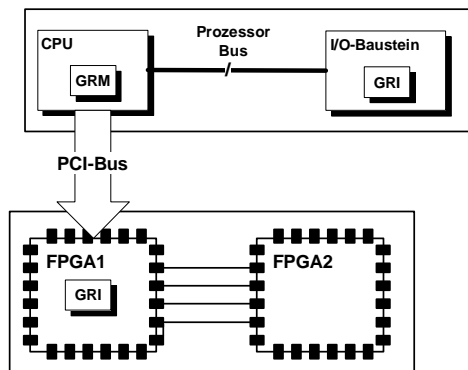 CPU
Prozessor
Bus
I/O-Baustein
GRM
GRI
PCI-Bus
FPGA1
FPGA2
GRI